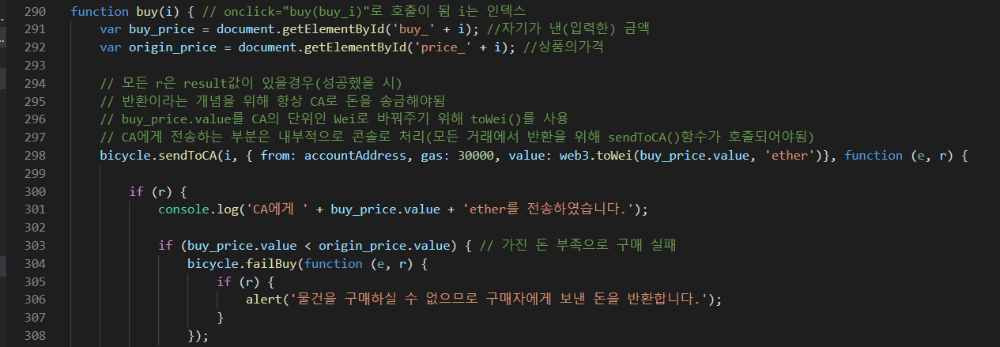 290 function buy(i) { // onclick="buy(buy_i)"로 호출이 됨 i는 인덱스
291 var buy_price = document.getElementById('buy_' + i); //자기가 낸(입력한) 금액
292 var origin_price = document.getElementById('price_' + i); //상품의가격
293
294 // 모든 r은 result값이 있을경우(성공했을 시)
295 // 반환이라는 개념을 위해 항상 CA로 돈을 송금해야됨
296 // buy_price.value를 CA의 단위인 Wei로 바꿔주기 위해 toWei()를 사용
297 // CA에게 전송하는 부분은 내부적으로 콘솔로 처리(모든 거래에서 반환을 위해 sendToCA()함수가 호출되어야됨)
298 bicycle.sendToCA(i, { from: accountAddress, gas: 30000, value: web3.toWei(buy_price.value, 'ether')}, function (e, r) {
299
300 if (r) {
301 console.log('CA에게 ' + buy_price.value + 'ether를 전송하였습니다.');
302
303 if (buy_price.value < origin_price.value) { // 가진 돈 부족으로 구매 실패
304 bicycle.failBuy(function (e, r) {
305 if (r) {
306 alert('물건을 구매하실 수 없으므로 구매자에게 보낸 돈을 반환합니다.');
307 }
308 });